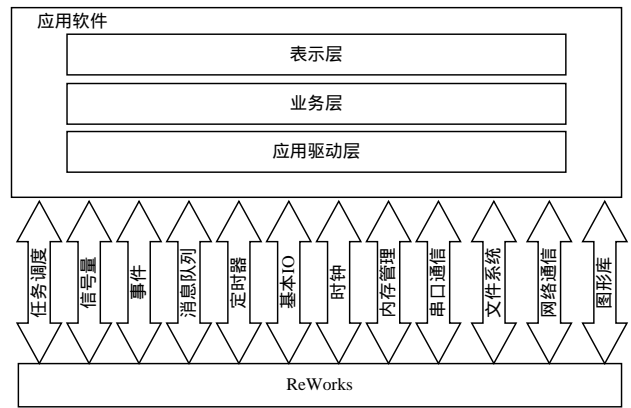 应用软件
表示层
业务层
应用驱动层
任务调度
信号量
事件
消息队列
定时器
基本IO
时钟
内存管理
串口通信
文件系统
网络通信
图形库
ReWorks